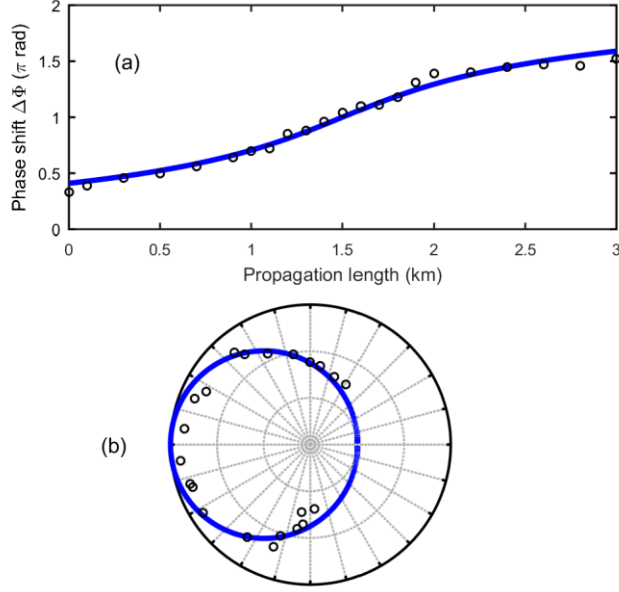 2
1.5
1
0.5
0
Phase shift ΔΦ (π rad)
(a)
0 0.5 1 1.5 2 2.5 3
Propagation length (km)
(b)